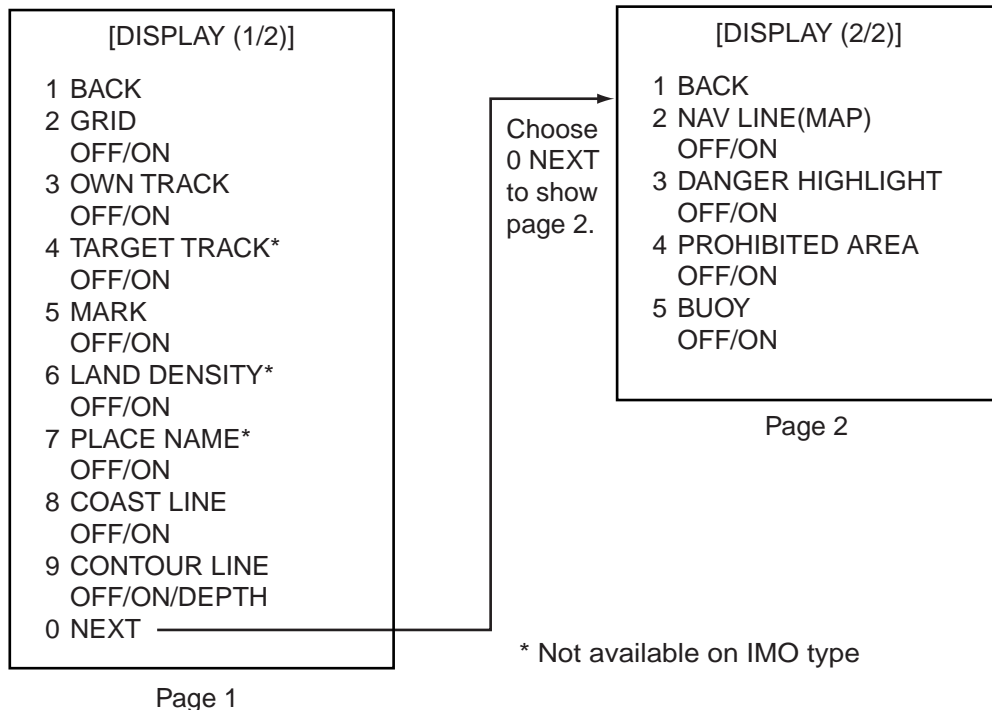 [DISPLAY (1/2)]
1 BACK
2 GRID
OFF/ON
3 OWN TRACK
OFF/ON
4 TARGET TRACK*
OFF/ON
5 MARK
OFF/ON
6 LAND DENSITY*
OFF/ON
7 PLACE NAME*
OFF/ON
8 COAST LINE
OFF/ON
9 CONTOUR LINE
OFF/ON/DEPTH
0 NEXT
Page 1
Choose
0 NEXT
to show
page 2.
[DISPLAY (2/2)]
1 BACK
2 NAV LINE(MAP)
OFF/ON
3 DANGER HIGHLIGHT
OFF/ON
4 PROHIBITED AREA
OFF/ON
5 BUOY
OFF/ON
Page 2
* Not available on IMO type